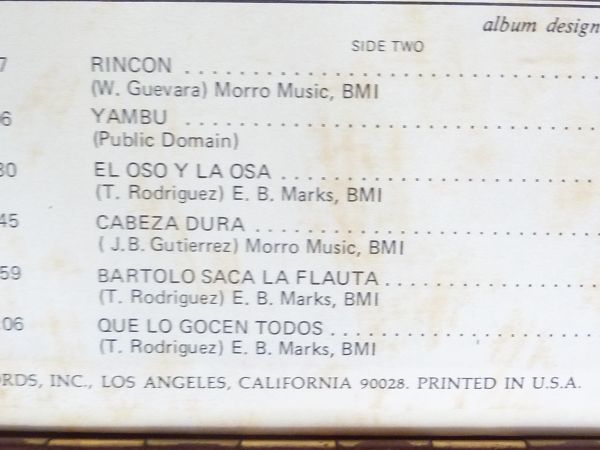 album design
SIDE TWO
7 RINCON
(W. Guevara) Morro Music, BMI
6 YAMBU
(Public Domain)
30 EL OSO Y LA OSA
(T. Rodriguez) E. B. Marks, BMI
45 CABEZA DURA
( J.B. Gutierrez) Morro Music, BMI
59 BARTOLO SACA LA FLAUTA
(T. Rodriguez) E. B. Marks, BMI
:06 QUE LO GOCEN TODOS
(T. Rodriguez) E. B. Marks, BMI
ORDS, INC., LOS ANGELES, CALIFORNIA 90028. PRINTED IN U.S.A.